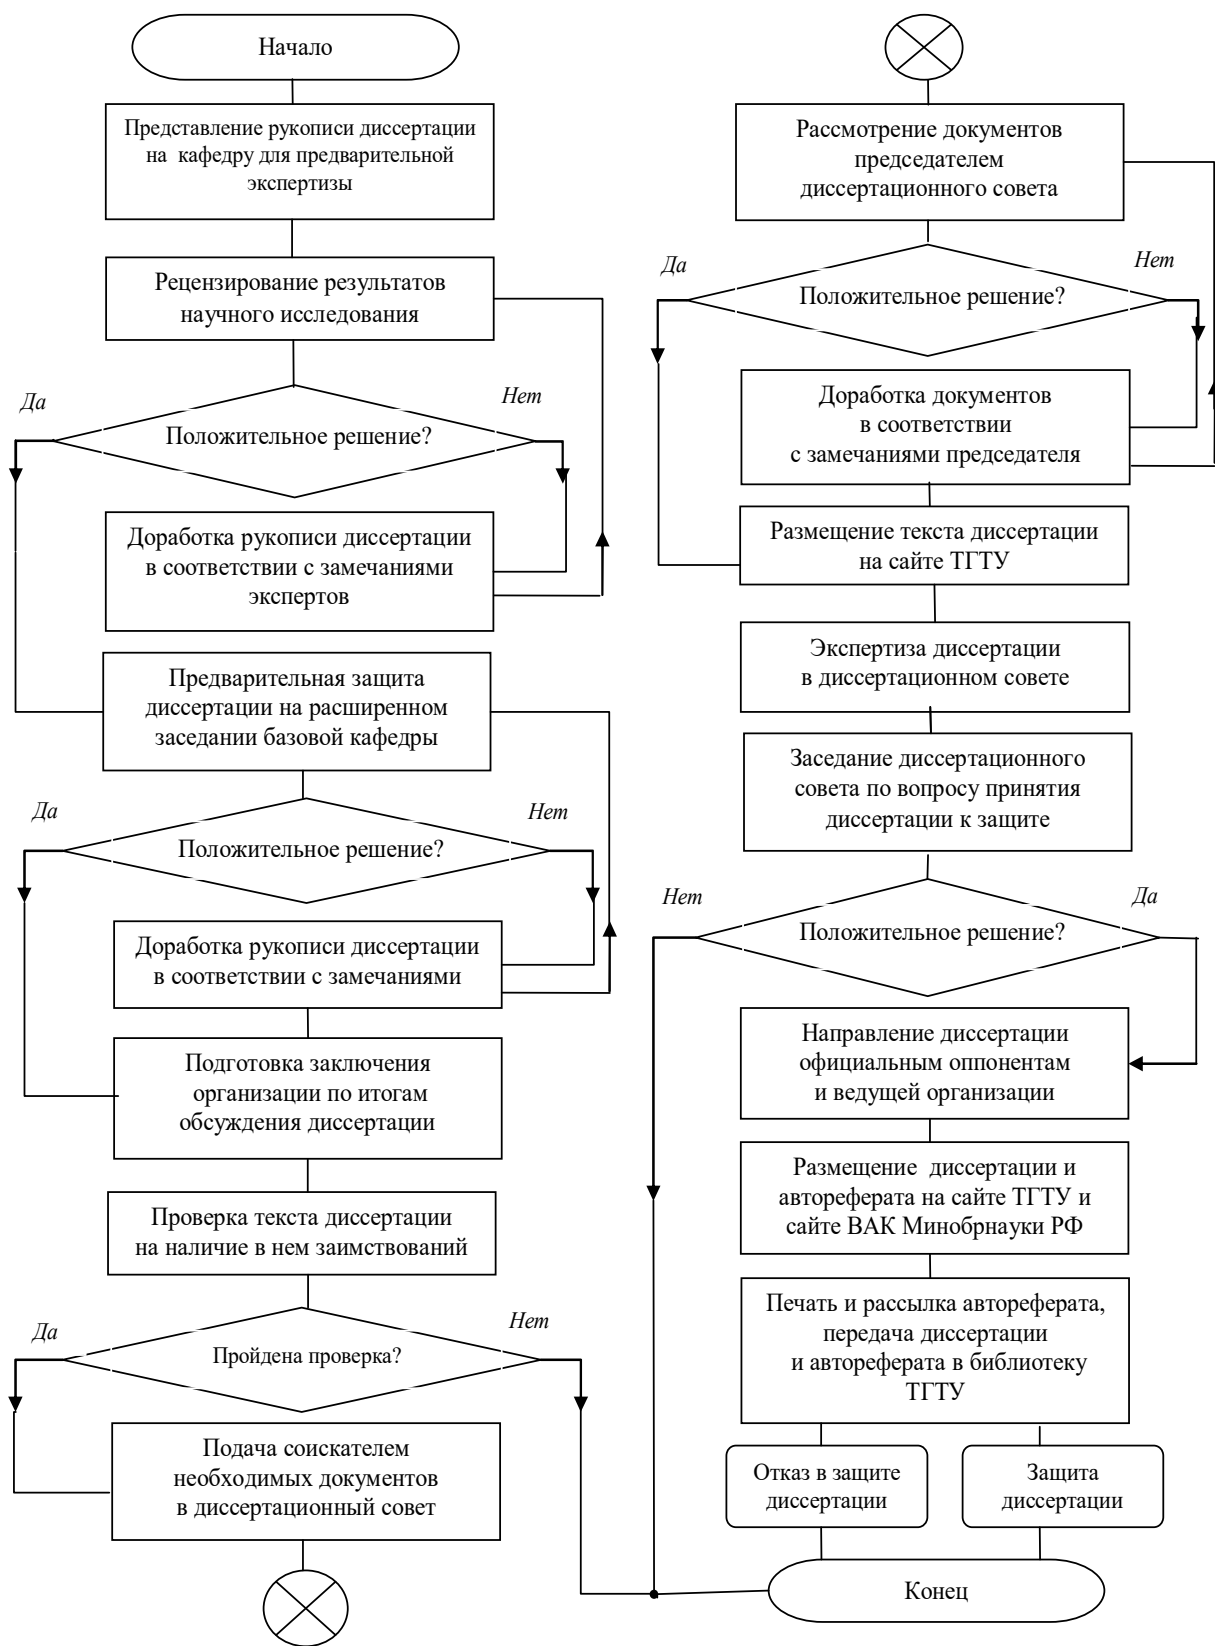 Начало
Представление рукописи диссертации
на кафедру для предварительной
экспертизы
Рецензирование результатов
научного исследования
Да
Нет
Положительное решение?
Доработка рукописи диссертации
в соответствии с замечаниями
экспертов
Предварительная защита
диссертации на расширенном
заседании базовой кафедры
Да
Нет
Положительное решение?
Доработка рукописи диссертации
в соответствии с замечаниями
Подготовка заключения
организации по итогам
обсуждения диссертации
Проверка текста диссертации
на наличие в нем заимствований
Да
Нет
Пройдена проверка?
Подача соискателем
необходимых документов
в диссертационный совет
Рассмотрение документов
председателем
диссертационного совета
Да
Нет
Положительное решение?
Доработка документов
в соответствии
с замечаниями председателя
Размещение текста диссертации
на сайте ТГТУ
Экспертиза диссертации
в диссертационном совете
Заседание диссертационного
совета по вопросу принятия
диссертации к защите
Нет
Да
Положительное решение?
Направление диссертации
официальным оппонентам
и ведущей организации
Размещение диссертации и
автореферата на сайте ТГТУ и
сайте ВАК Минобрнауки РФ
Печать и рассылка автореферата,
передача диссертации
и автореферата в библиотеку
ТГТУ
Отказ в защите
диссертации
Защита
диссертации
Конец